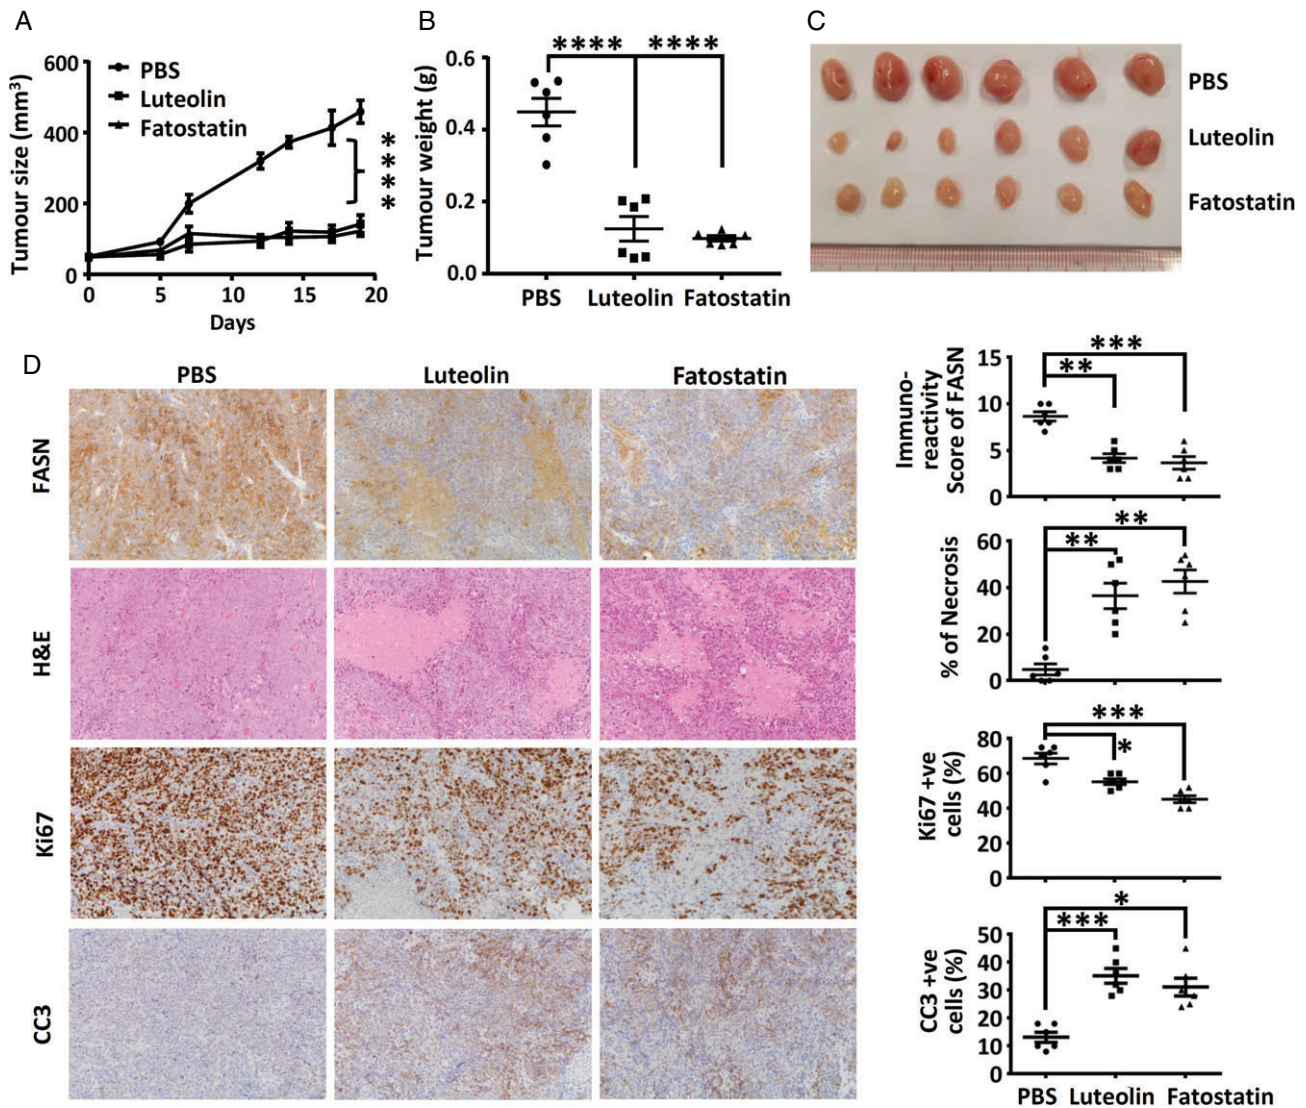 A
600
400
200
0
Tumour size (mm³)
PBS
Luteolin
Fatostatin
****
0 5 10 15 20
Days
B
**** ****
0.6
0.4
0.2
0.0
Tumour weight (g)
PBS Luteolin Fatostatin
C
PBS
Luteolin
Fatostatin
D
PBS Luteolin Fatostatin
FASN
H&E
Ki67
CC3
Immuno-
reactivity
Score of FASN
15
10
5
0
***
**
% of Necrosis
60
40
20
0
**
**
Ki67 +ve
cells (%)
80
60
40
20
0
***
*
CC3 +ve
cells (%)
50
40
30
20
10
0
*
***
PBS Luteolin Fatostatin